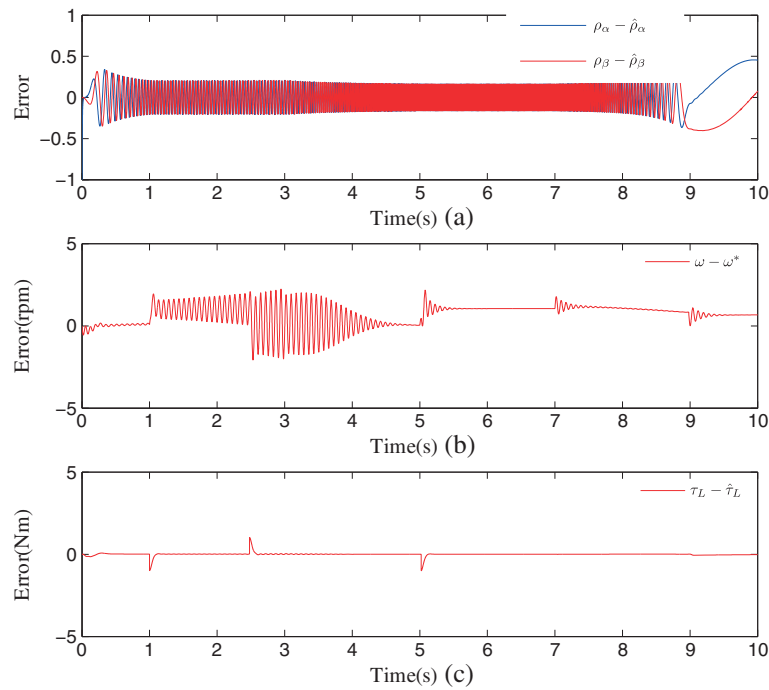 1
0.5
0
−0.5
−1
Error
ρα − ρ̂α
ρβ − ρ̂β
0 1 2 3 4 5 6 7 8 9 10
Time(s) (a)
5
0
−5
Error(rpm)
ω − ω*
0 1 2 3 4 5 6 7 8 9 10
Time(s) (b)
5
0
−5
Error(Nm)
τL − τ̂L
0 1 2 3 4 5 6 7 8 9 10
Time(s) (c)